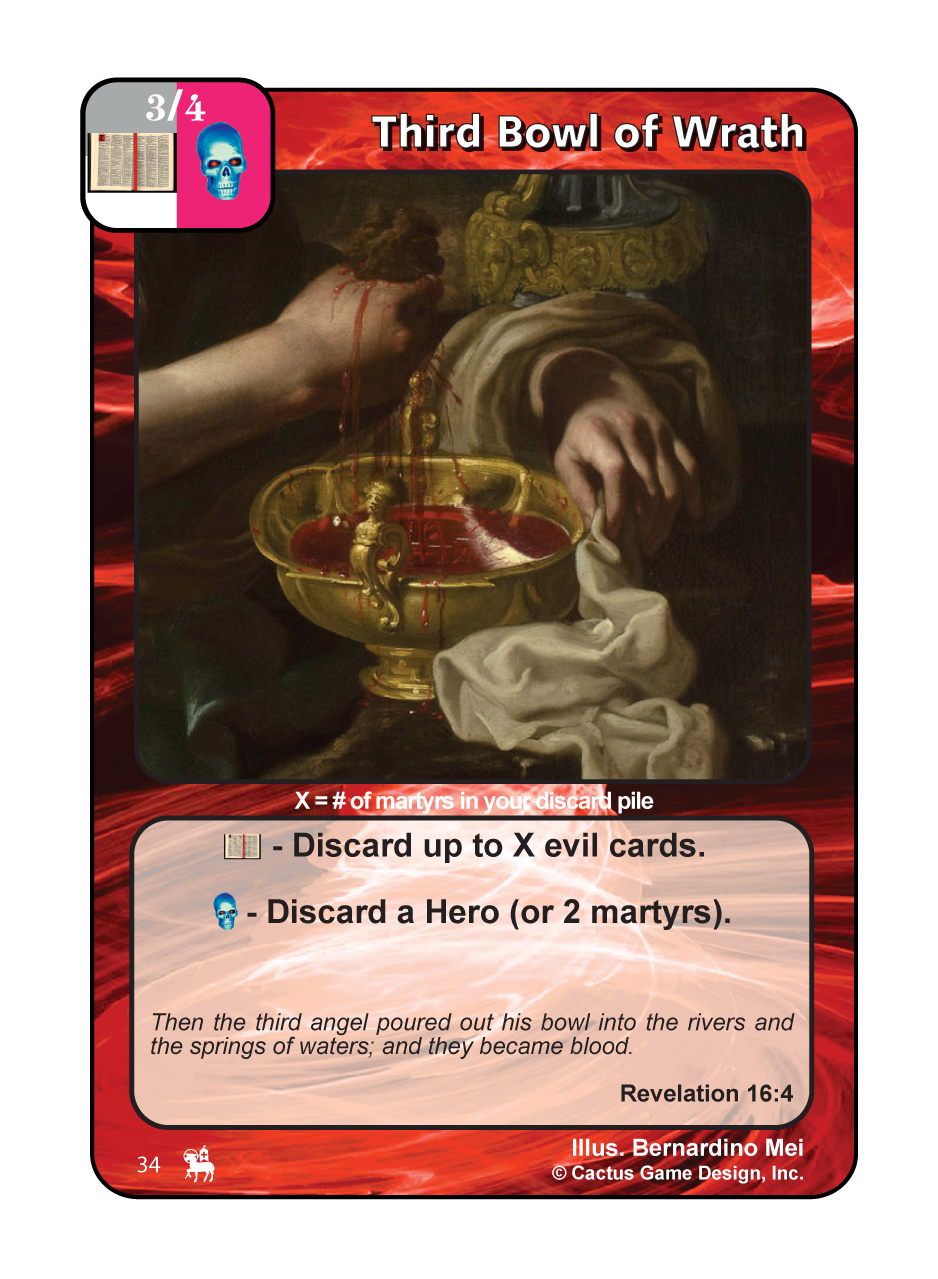 3/4
Third Bowl of Wrath
X = # of martyrs in your discard pile
- Discard up to X evil cards.
- Discard a Hero (or 2 martyrs).
Then the third angel poured out his bowl into the rivers and
the springs of waters; and they became blood.
Revelation 16:4
34
Illus. Bernardino Mei
© Cactus Game Design, Inc.